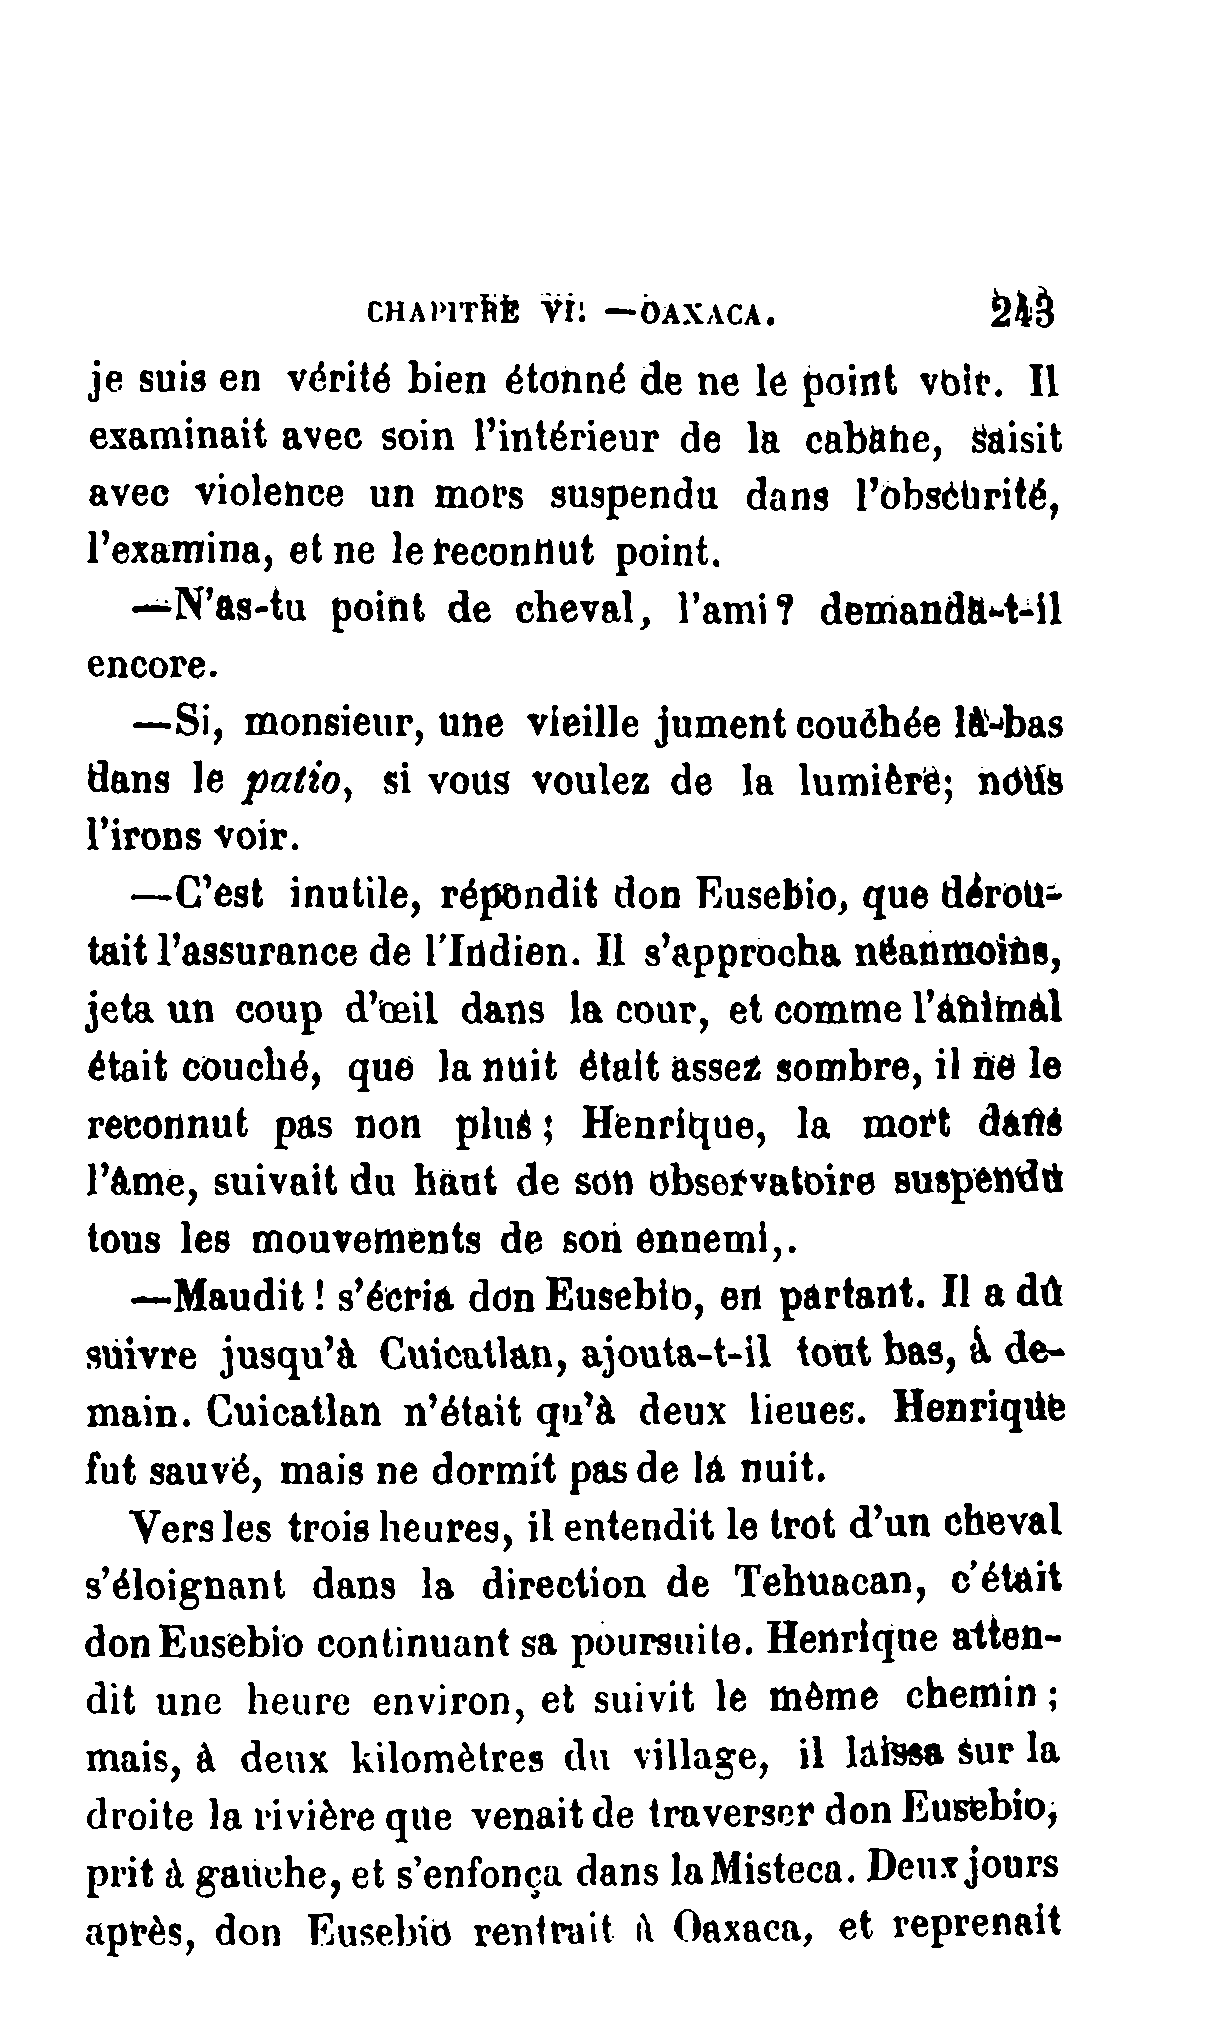 CHAPITRE VI. —OAXACA. 243
je suis en vérité bien étonné de ne le point voir. Il
examinait avec soin l'intérieur de la cabane, saisit
avec violence un mors suspendu dans l'obscurité,
l'examina, et ne le reconnut point.
—N'as-tu point de cheval, l'ami? demanda-t-il
encore.
—Si, monsieur, une vieille jument couchée là-bas
dans le patio, si vous voulez de la lumière; nous
l'irons voir.
—C'est inutile, répondit don Eusebio, que dérou-
tait l'assurance de l'Indien. Il s'approcha néanmoins,
jeta un coup d'œil dans la cour, et comme l'animal
était couché, que la nuit était assez sombre, il ne le
reconnut pas non plus; Henrique, la mort dans
l'âme, suivait du haut de son observatoire suspendu
tous les mouvements de son ennemi,.
—Maudit! s'écria don Eusebio, en partant. Il a dû
suivre jusqu'à Cuicatlan, ajouta-t-il tout bas, à de-
main. Cuicatlan n'était qu'à deux lieues. Henrique
fut sauvé, mais ne dormit pas de la nuit.
Vers les trois heures, il entendit le trot d'un cheval
s'éloignant dans la direction de Tehuacan, c'était
don Eusebio continuant sa poursuite. Henrique atten-
dit une heure environ, et suivit le même chemin;
mais, à deux kilomètres du village, il laissa sur la
droite la rivière que venait de traverser don Eusebio,
prit à gauche, et s'enfonça dans la Misteca. Deux jours
après, don Eusebio rentrait à Oaxaca, et reprenait